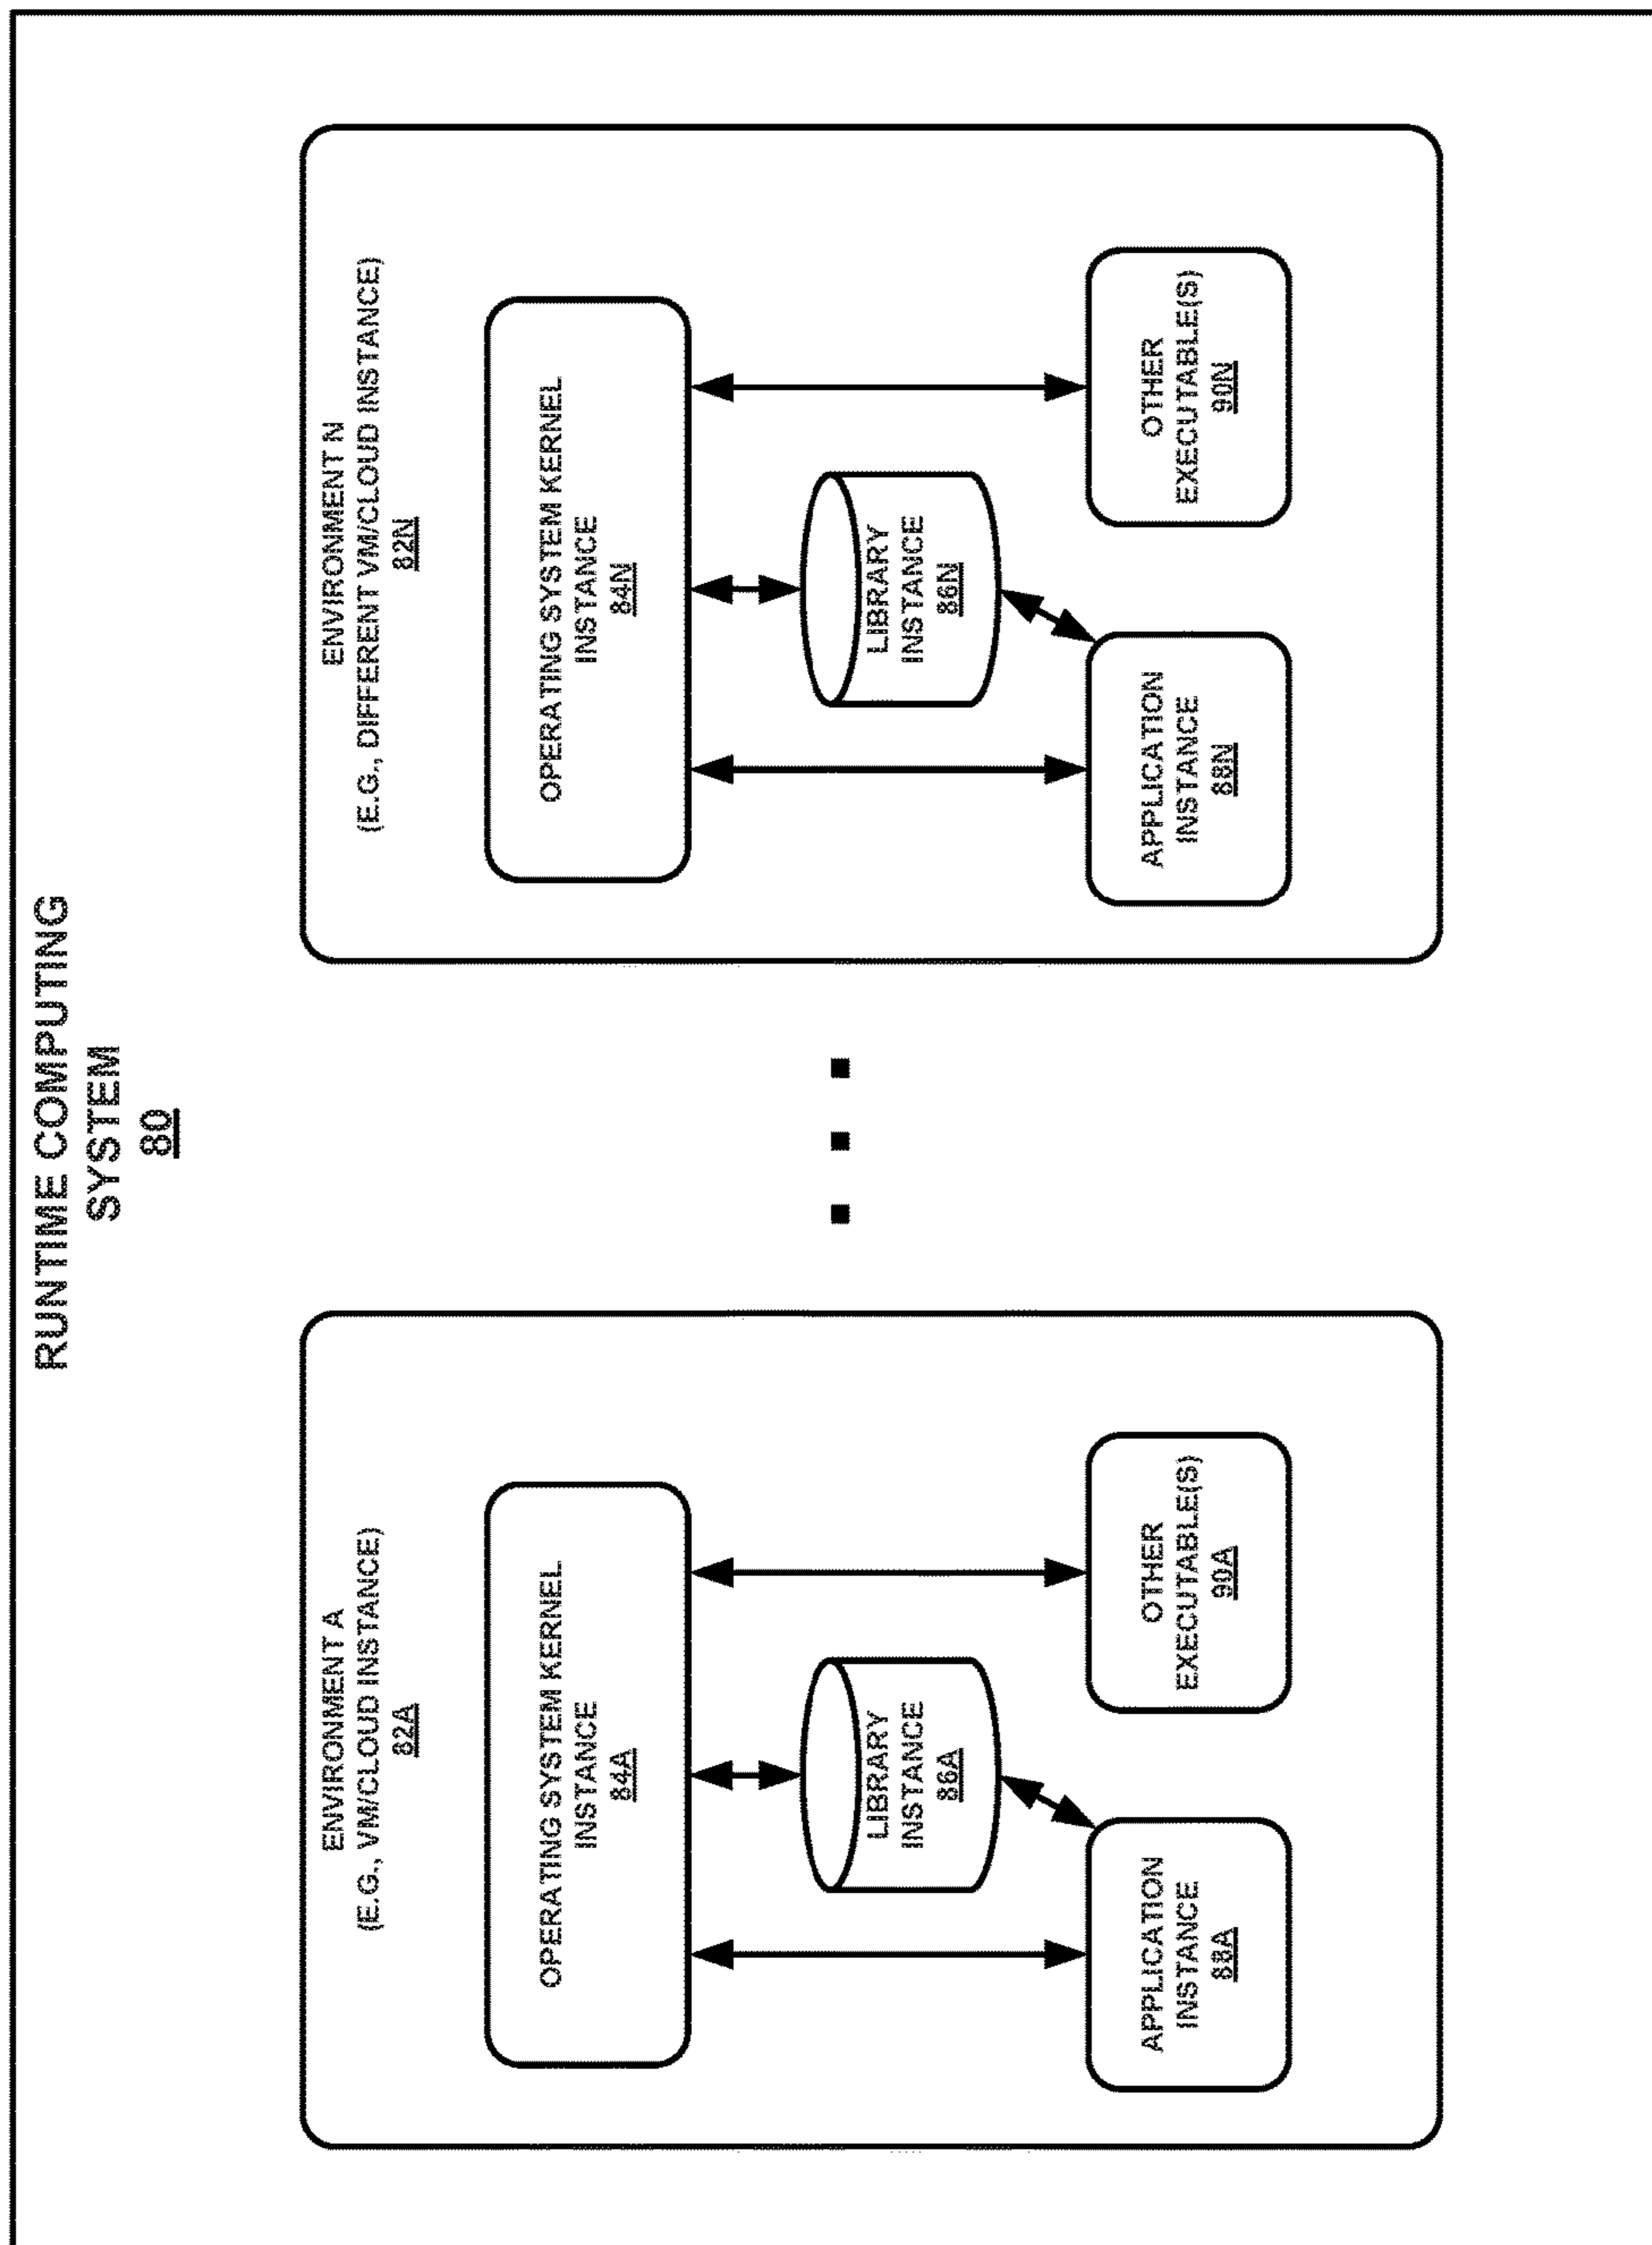 RUNTIME COMPUTING
SYSTEM
80
ENVIRONMENT A
(E.G., VM/CLOUD INSTANCE)
82A
OPERATING SYSTEM KERNEL
INSTANCE
84A
LIBRARY
INSTANCE
86A
APPLICATION
INSTANCE
88A
OTHER
EXECUTABLE(S)
90A
ENVIRONMENT N
(E.G., DIFFERENT VM/CLOUD INSTANCE)
82N
OPERATING SYSTEM KERNEL
INSTANCE
84N
LIBRARY
INSTANCE
86N
APPLICATION
INSTANCE
88N
OTHER
EXECUTABLE(S)
90N